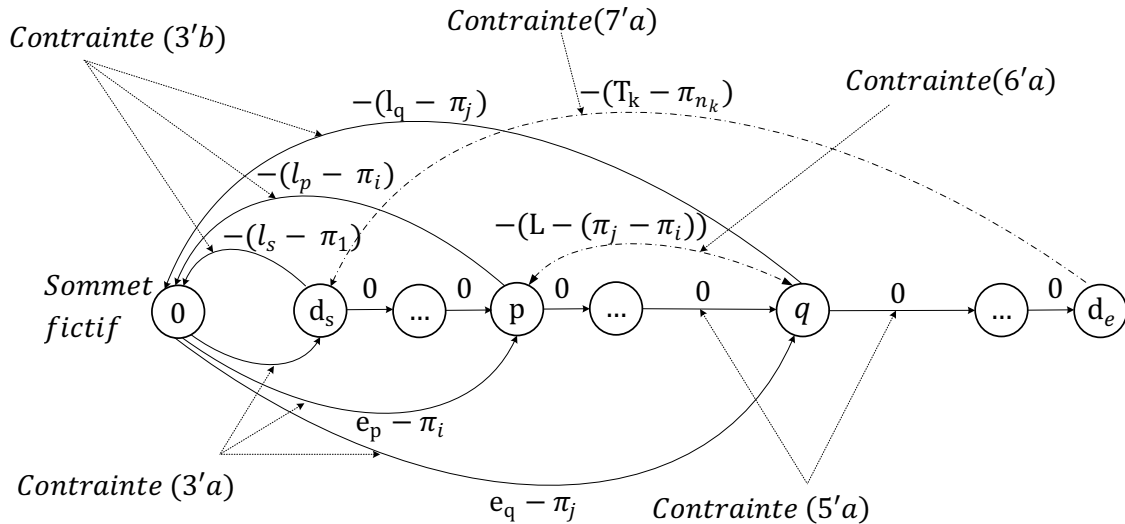 Contrainte(7'a)
Contrainte (3'b)
Contrainte(6'a)
−(l_q − π_j)
−(T_k − π_{n_k})
−(l_p − π_i)
−(L − (π_j − π_i))
−(l_s − π_1)
0 0 0 0 0 0
Sommet
fictif
0 d_s ... p ... q ... d_e
e_p − π_i
Contrainte (3'a)
e_q − π_j
Contrainte (5'a)